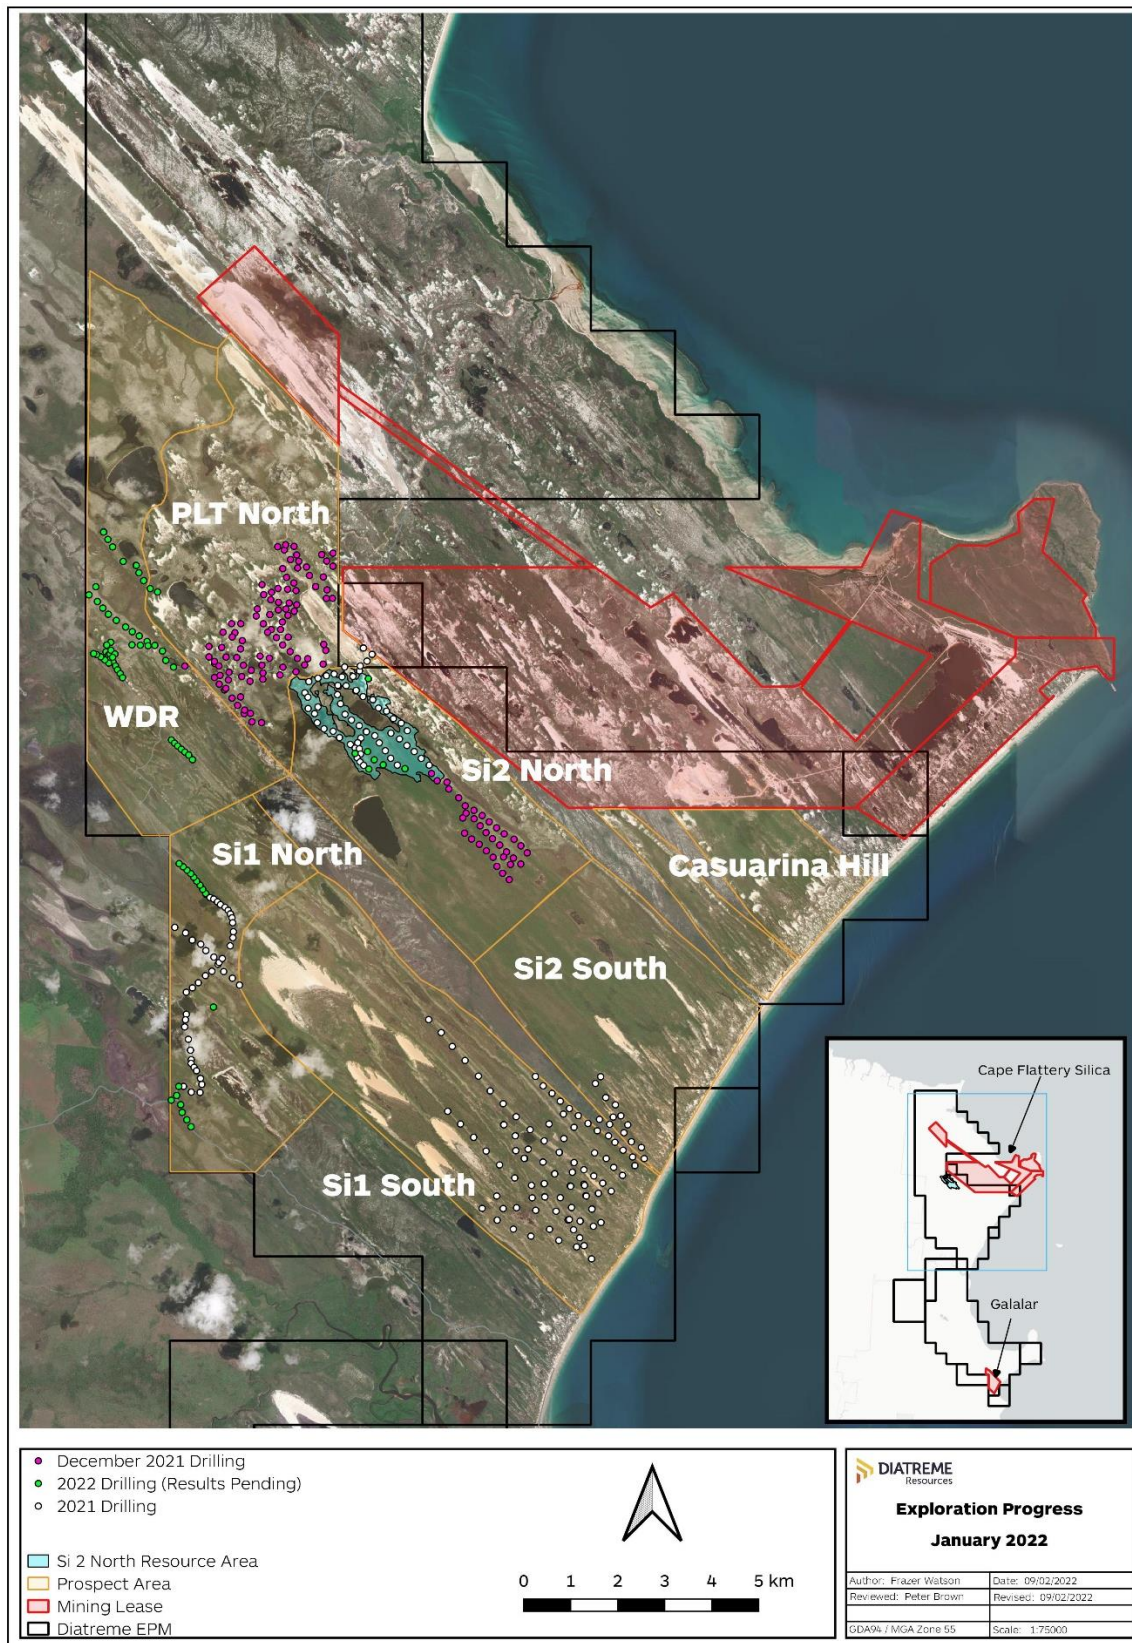 PLT North
WDR
Si2 North
Si1 North
Casuarina Hill
Si2 South
Si1 South
Cape Flattery Silica
Galalar
December 2021 Drilling
2022 Drilling (Results Pending)
2021 Drilling
Si 2 North Resource Area
Prospect Area
Mining Lease
Diatreme EPM
0 1 2 3 4 5 km
DIATREME
Resources
Exploration Progress
January 2022
Author: Frazer Watson
Date: 09/02/2022
Reviewed: Peter Brown
Revised: 09/02/2022
GDA94 / MGA Zone 55
Scale: 1:75000